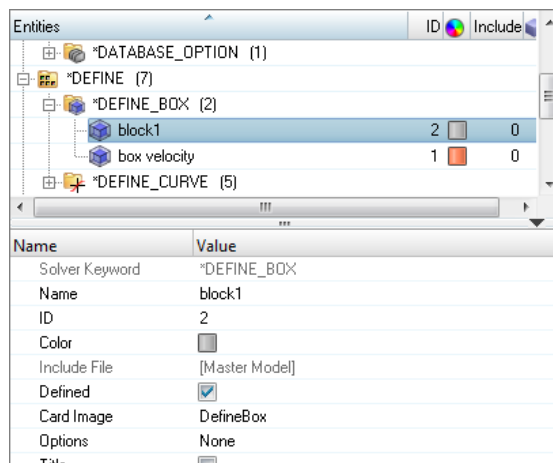 Entities ID Include
*DATABASE_OPTION (1)
*DEFINE (7)
*DEFINE_BOX (2)
block1 2 0
box velocity 1 0
*DEFINE_CURVE (5)
Name Value
Solver Keyword *DEFINE_BOX
Name block1
ID 2
Color
Include File [Master Model]
Defined
Card Image DefineBox
Options None